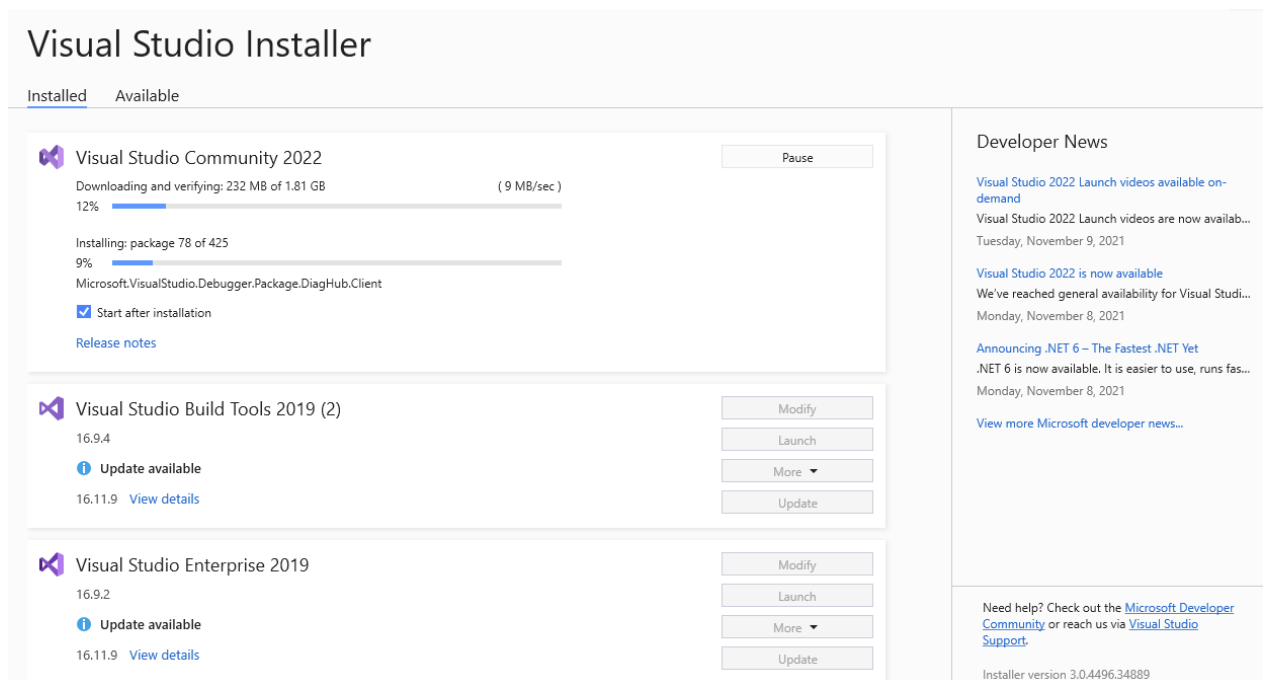 Visual Studio Installer
Installed
Available
Visual Studio Community 2022
Pause
Downloading and verifying: 232 MB of 1.81 GB
( 9 MB/sec )
12%
Installing: package 78 of 425
9%
Microsoft.VisualStudio.Debugger.Package.DiagHub.Client
Start after installation
Release notes
Visual Studio Build Tools 2019 (2)
16.9.4
Update available
16.11.9 View details
Modify
Launch
More
Update
Visual Studio Enterprise 2019
16.9.2
Update available
16.11.9 View details
Modify
Launch
More
Update
Developer News
Visual Studio 2022 Launch videos available on-
demand
Visual Studio 2022 Launch videos are now availab...
Tuesday, November 9, 2021
Visual Studio 2022 is now available
We've reached general availability for Visual Studi...
Monday, November 8, 2021
Announcing .NET 6 – The Fastest .NET Yet
.NET 6 is now available. It is easier to use, runs fas...
Monday, November 8, 2021
View more Microsoft developer news...
Need help? Check out the Microsoft Developer
Community or reach us via Visual Studio
Support.
Installer version 3.0.4496.34889